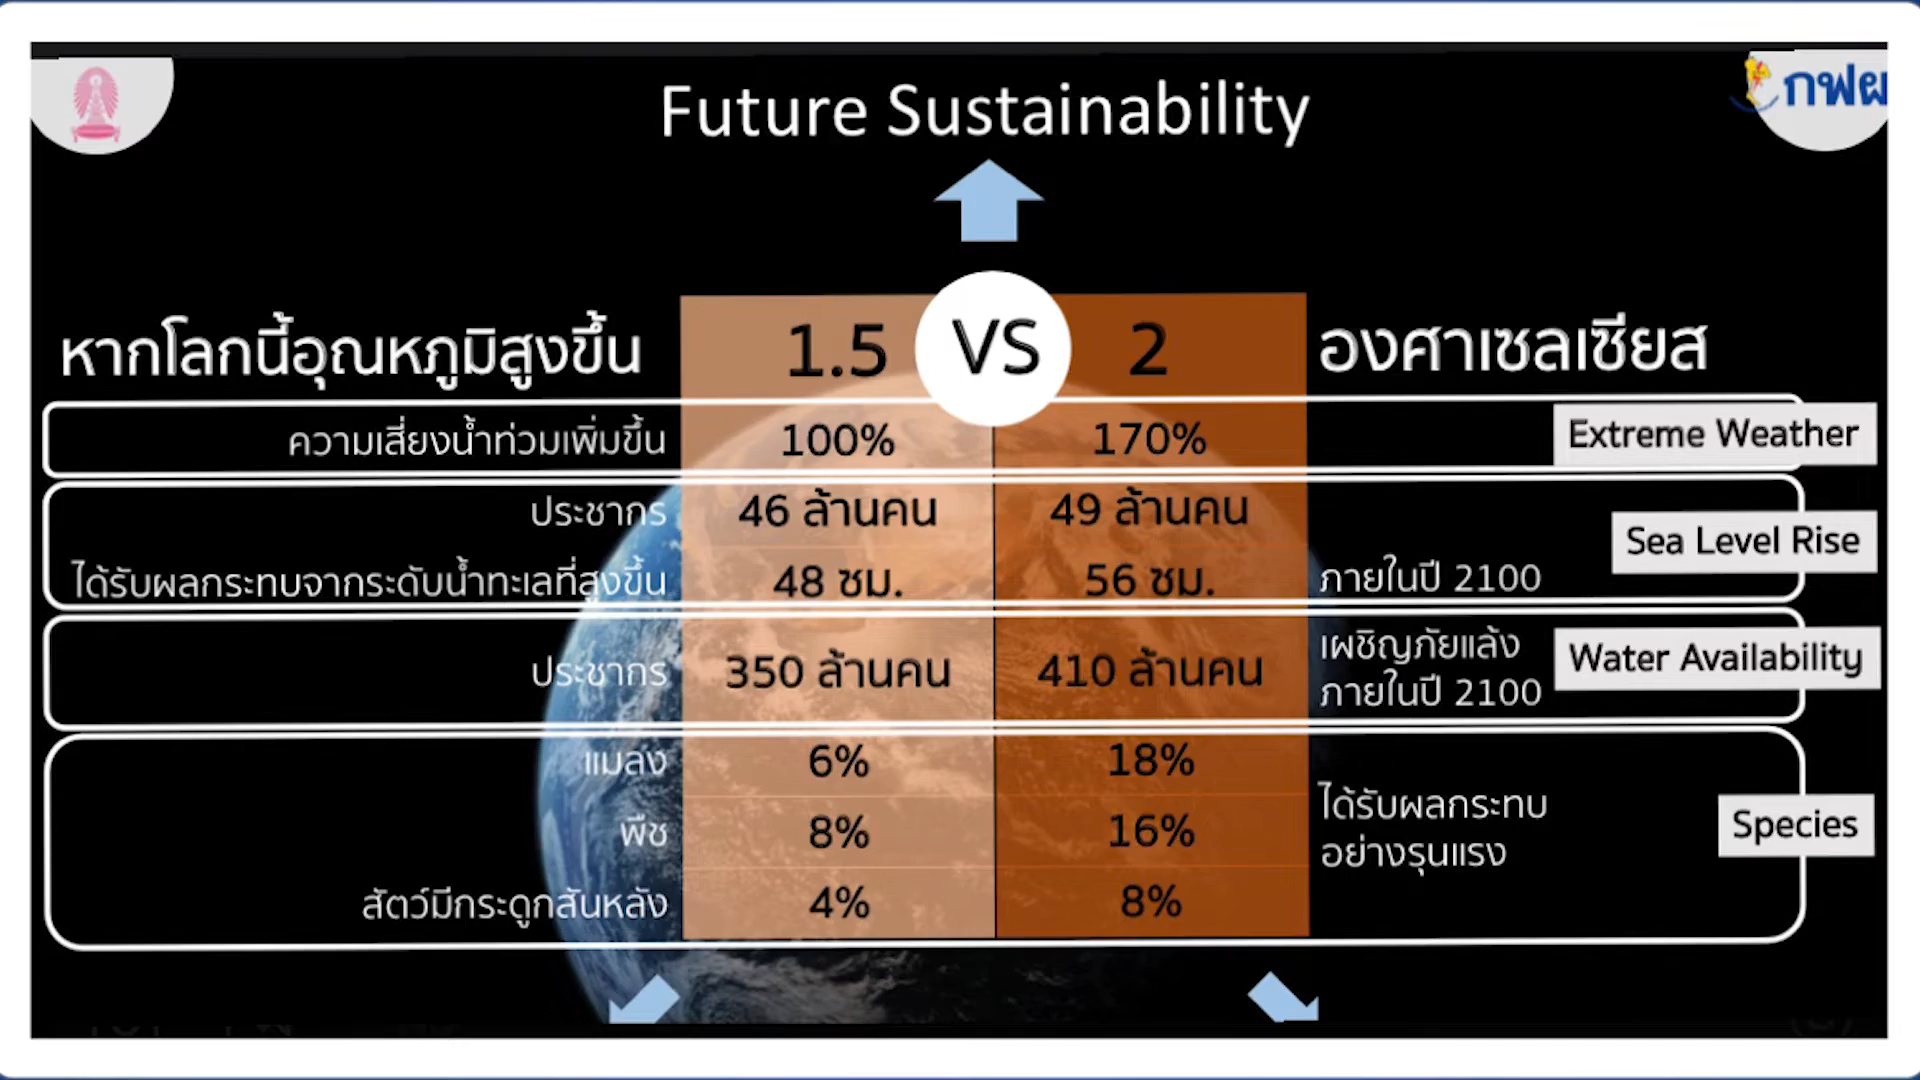 กฟผ
Future Sustainability
หากโลกนี้อุณหภูมิสูงขึ้น 1.5 VS 2 องศาเซลเซียส
ความเสี่ยงน้ำท่วมเพิ่มขึ้น 100% 170% Extreme Weather
ประชากร 46 ล้านคน 49 ล้านคน
Sea Level Rise
ได้รับผลกระทบจากระดับน้ำทะเลที่สูงขึ้น 48 ซม. 56 ซม. ภายในปี 2100
ประชากร 350 ล้านคน 410 ล้านคน เผชิญภัยแล้ง
ภายในปี 2100
Water Availability
แมลง 6% 18%
พืช 8% 16% ได้รับผลกระทบ
อย่างรุนแรง
Species
สัตว์มีกระดูกสันหลัง 4% 8%